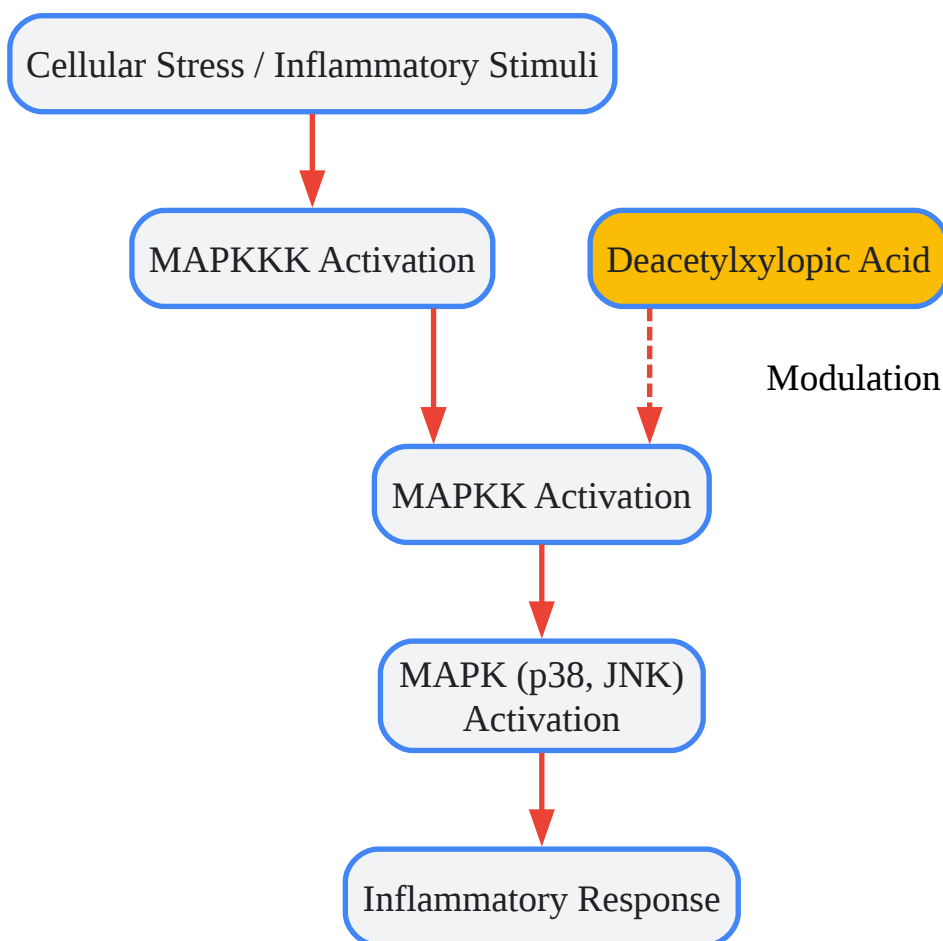 Cellular Stress / Inflammatory Stimuli
MAPKKK Activation
Deacetylxylopic Acid
Modulation
MAPKK Activation
MAPK (p38, JNK)
Activation
Inflammatory Response